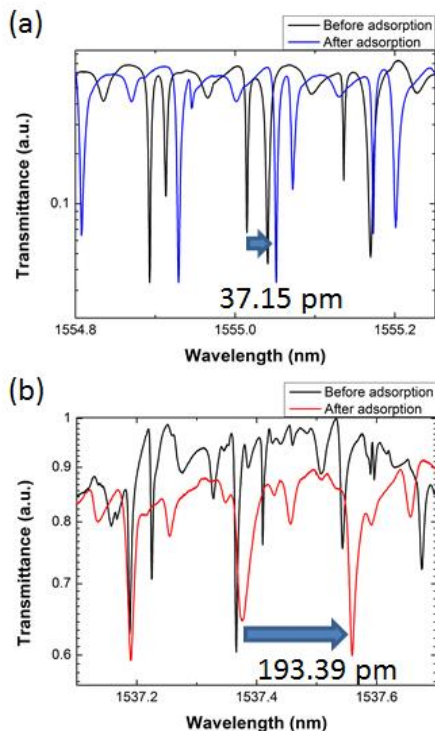 (a)
Before adsorption
After adsorption
Transmittance (a.u.)
0.1
37.15 pm
1554.8 1555.0 1555.2
Wavelength (nm)
(b)
Before adsorption
After adsorption
Transmittance (a.u.)
1
0.9
0.8
0.7
0.6
193.39 pm
1537.2 1537.4 1537.6
Wavelength (nm)